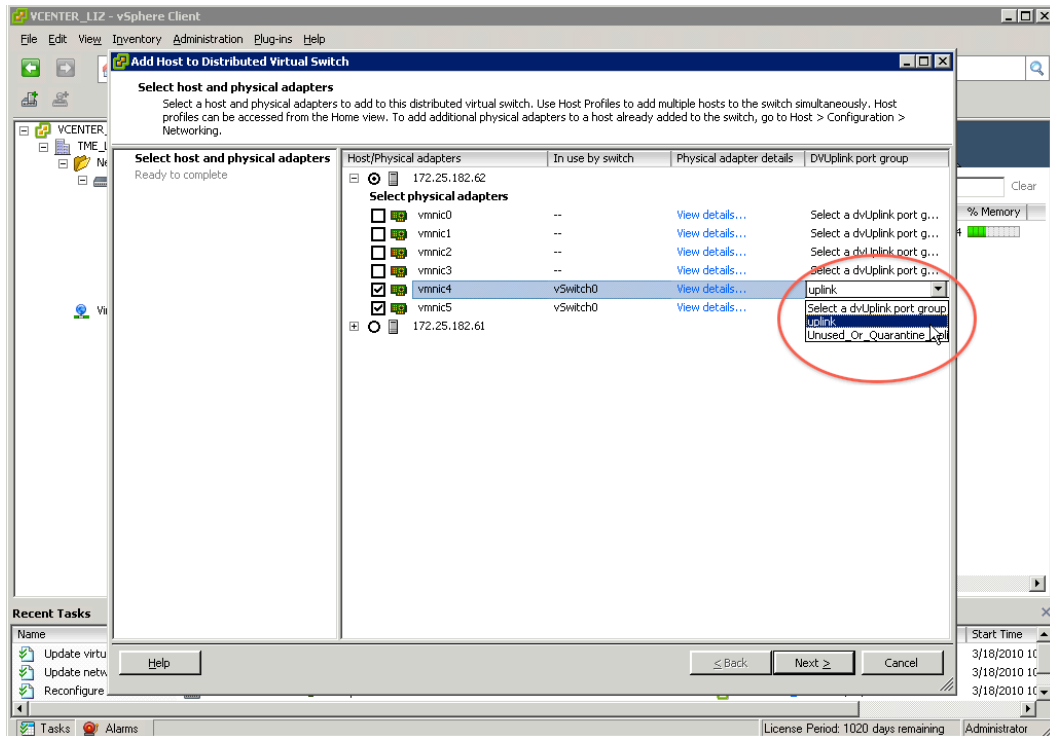 VCENTER_LIZ - vSphere Client
File Edit View Inventory Administration Plug-ins Help
Add Host to Distributed Virtual Switch
Select host and physical adapters
Select a host and physical adapters to add to this distributed virtual switch. Use Host Profiles to add multiple hosts to the switch simultaneously. Host
profiles can be accessed from the Home view. To add additional physical adapters to a host already added to the switch, go to Host > Configuration >
Networking.
VCENTER_
TME_L
Ne
Vi
Select host and physical adapters
Ready to complete
Host/Physical adapters In use by switch Physical adapter details DVUplink port group
172.25.182.62
Select physical adapters
vmnic0 -- View details... Select a dvUplink port g...
vmnic1 -- View details... Select a dvUplink port g...
vmnic2 -- View details... Select a dvUplink port g...
vmnic3 -- View details... Select a dvUplink port g...
vmnic4 vSwitch0 View details... uplink
vmnic5 vSwitch0 View details...
Select a dvUplink port group
uplink
Unused_Or_Quarantine_
172.25.182.61
Clear
% Memory
4
Recent Tasks
Name Start Time
Update virtu 3/18/2010 10
Update netw 3/18/2010 10
Reconfigure 3/18/2010 10
Help < Back Next > Cancel
Tasks Alarms License Period: 1020 days remaining Administrator